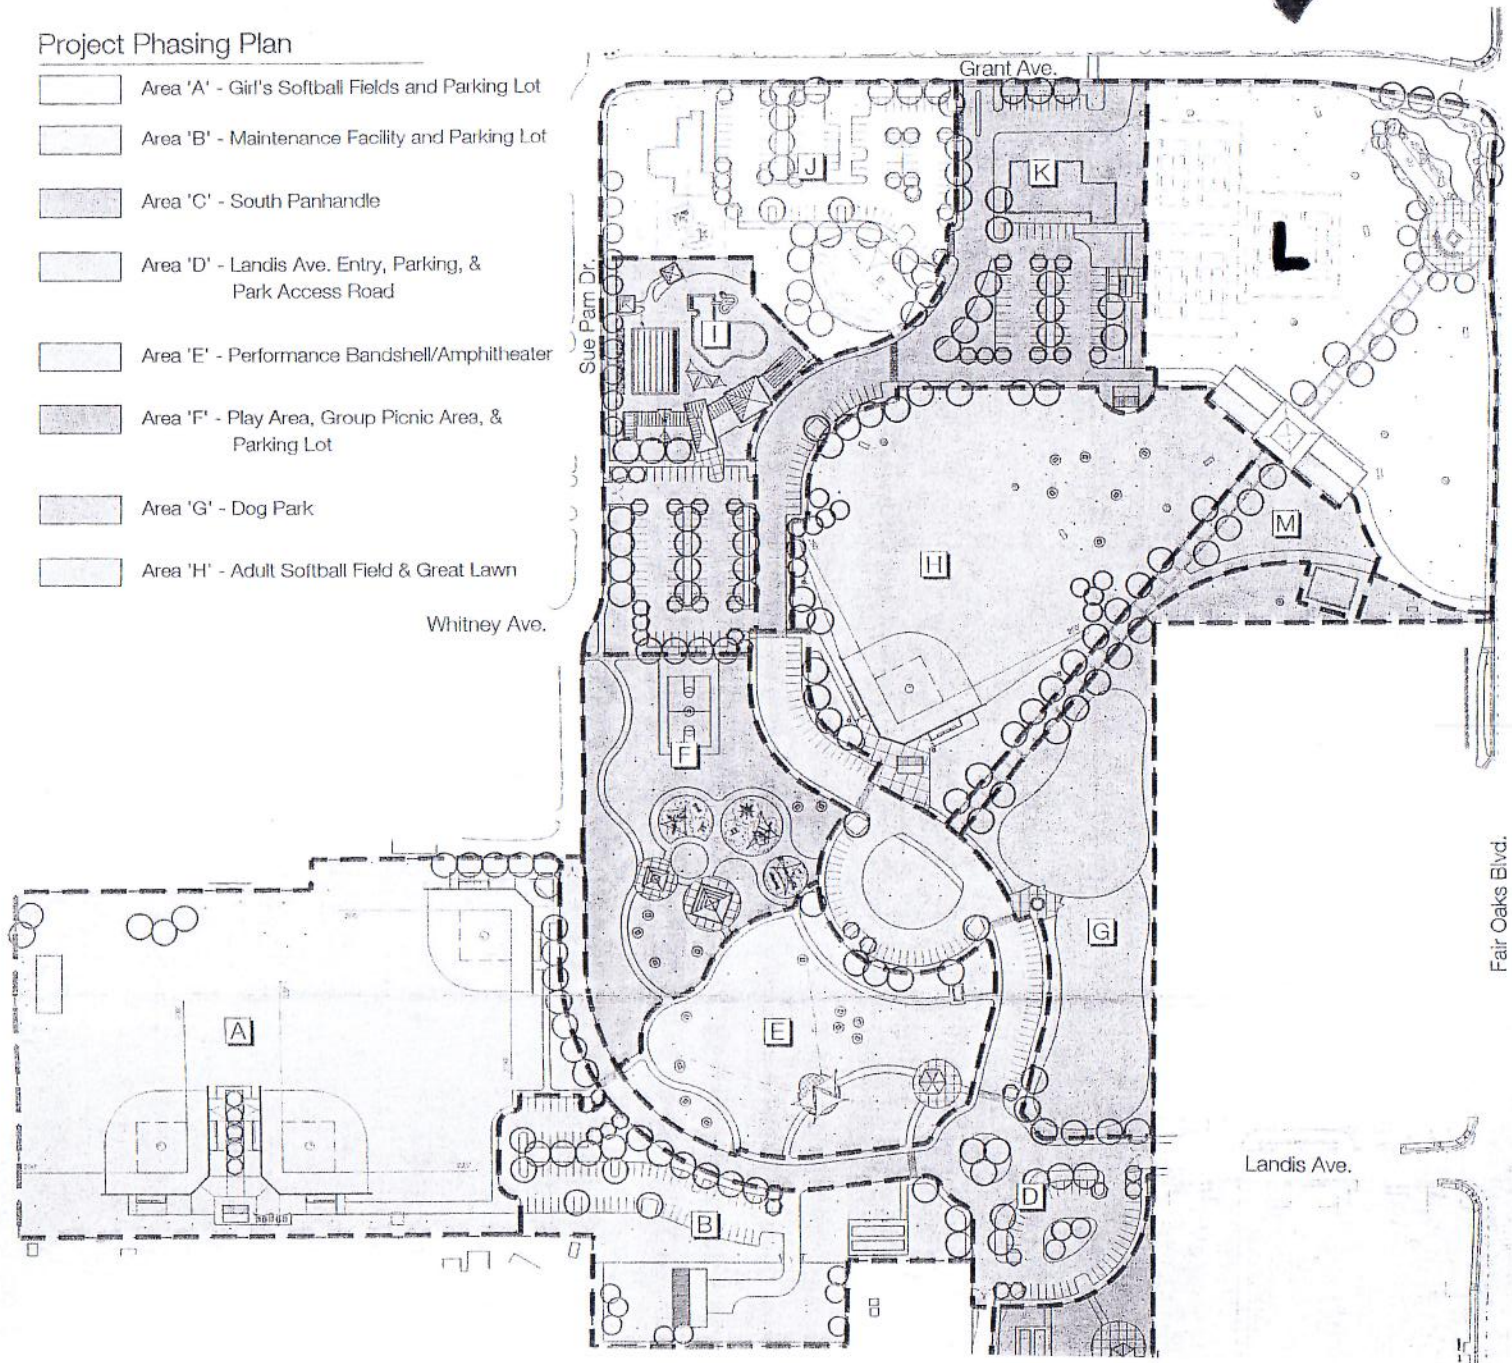 Project Phasing Plan
Area 'A' - Girl's Softball Fields and Parking Lot
Area 'B' - Maintenance Facility and Parking Lot
Area 'C' - South Panhandle
Area 'D' - Landis Ave. Entry, Parking, &
Park Access Road
Area 'E' - Performance Bandshell/Amphitheater
Area 'F' - Play Area, Group Picnic Area, &
Parking Lot
Area 'G' - Dog Park
Area 'H' - Adult Softball Field & Great Lawn
Grant Ave.
J
K
L
Sue Pam Dr.
I
M
H
Whitney Ave.
F
Fair Oaks Blvd.
G
A
E
Landis Ave.
D
B